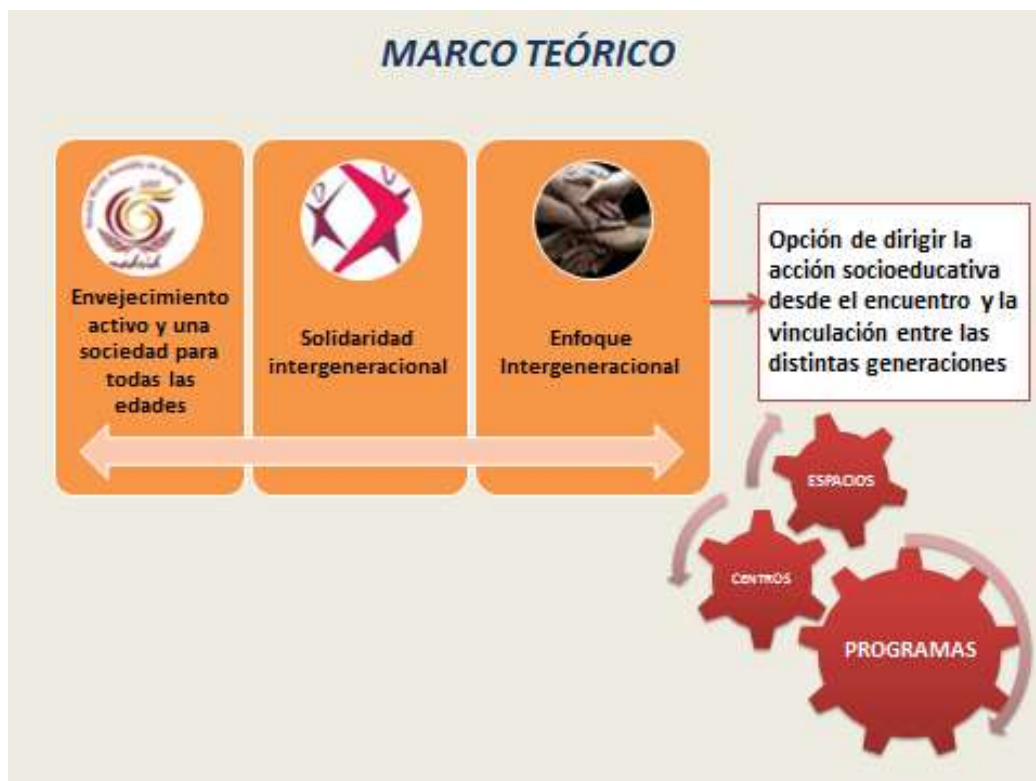 MARCO TEÓRICO
Envejecimiento
activo y una
sociedad para
todas las
edades
Solidaridad
intergeneracional
Enfoque
Intergeneracional
Opción de dirigir la
acción socioeducativa
desde el encuentro y la
vinculación entre las
distintas generaciones
ESPACIOS
CENTROS
PROGRAMAS